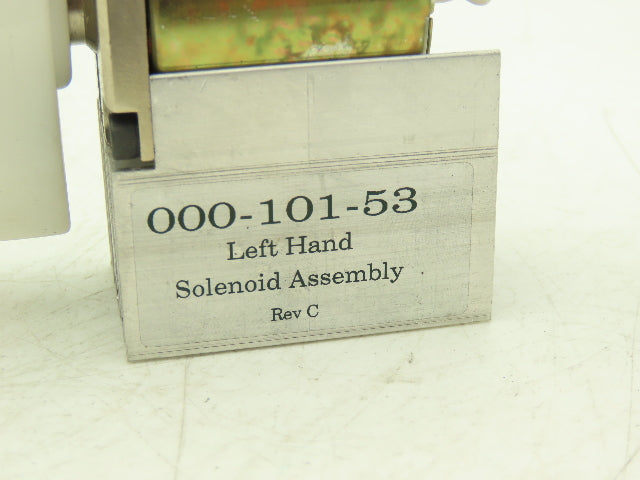 000-101-53
Left Hand
Solenoid Assembly
Rev C